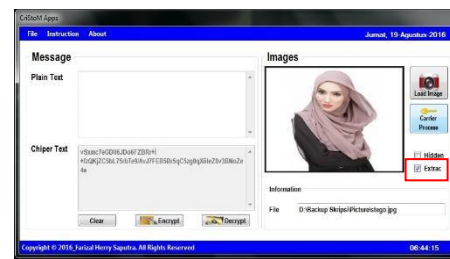 CriStoM Apps
File Instruction About Jumat, 19-Agustus-2016
Message
Images
Plain Text
Load Image
Carrier
Process
Chiper Text
Hidden
Extrac
Information
File D:\Backup Skripsi\Picture\stego.jpg
Clear Encrypt Decrypt
Copyright © 2016_Farizal Herry Saputra. All Rights Reserved 06:44:15